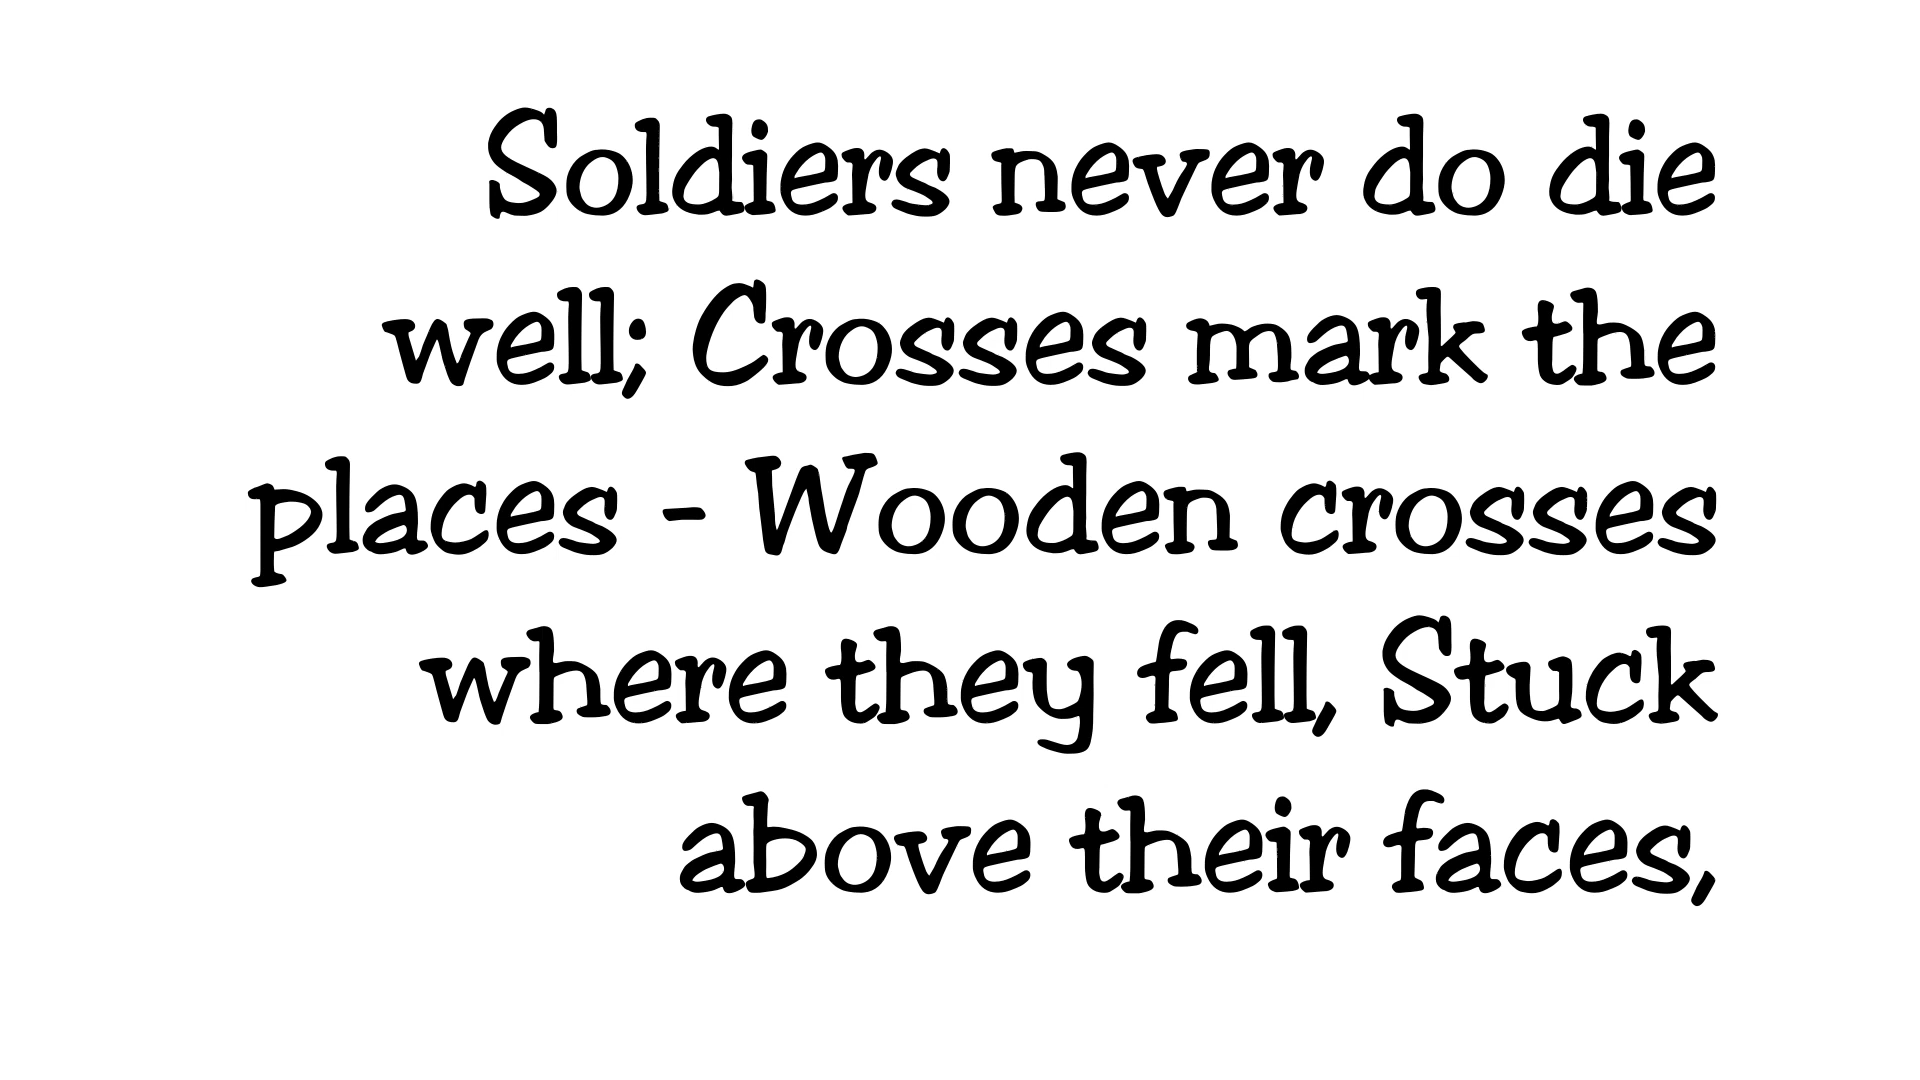 Soldiers never do die
well; Crosses mark the
places - Wooden crosses
where they fell, Stuck
above their faces,